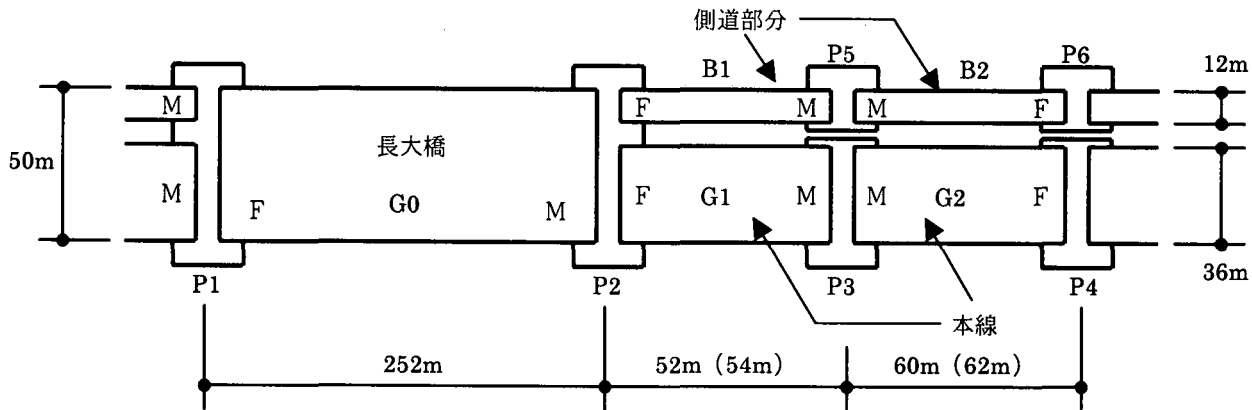 側道部分
P5 P6
B1 B2 12m
M F M M F
50m 長大橋
M F G0 M F G1 M M G2 F
36m
P1 P2 P3 P4
本線
252m 52m(54m) 60m(62m)